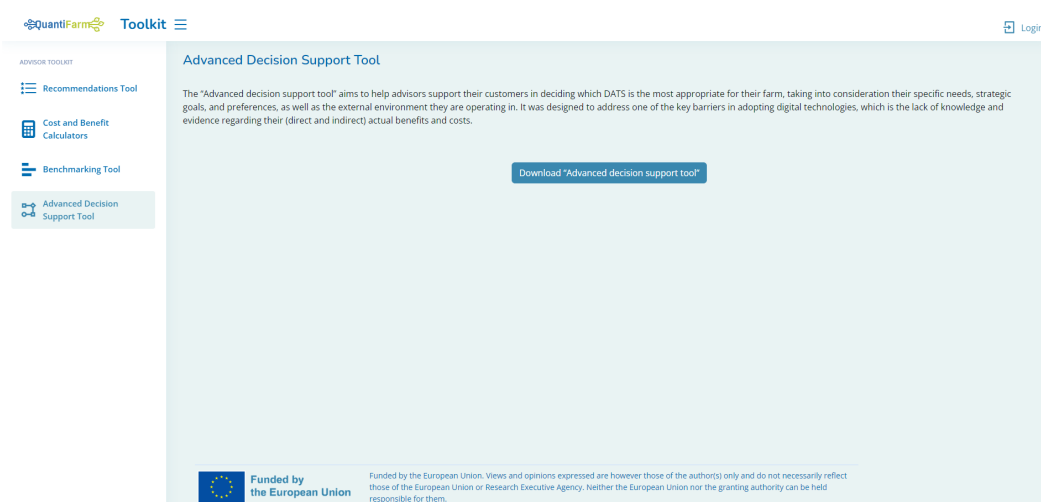 QuantiFarm
Toolkit
Login
ADVISOR TOOLKIT
Recommendations Tool
Cost and Benefit
Calculators
Benchmarking Tool
Advanced Decision
Support Tool
Advanced Decision Support Tool
The "Advanced decision support tool" aims to help advisors support their customers in deciding which DATS is the most appropriate for their farm, taking into consideration their specific needs, strategic
goals, and preferences, as well as the external environment they are operating in. It was designed to address one of the key barriers in adopting digital technologies, which is the lack of knowledge and
evidence regarding their (direct and indirect) actual benefits and costs.
Download "Advanced decision support tool"
Funded by
the European Union
Funded by the European Union. Views and opinions expressed are however those of the author(s) only and do not necessarily reflect
those of the European Union or Research Executive Agency. Neither the European Union nor the granting authority can be held
responsible for them.